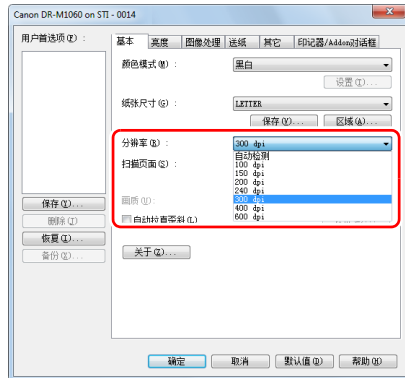 Canon DR-M1060 on STI - 0014
用户首选项(P) :
基本 亮度 图像处理 送纸 其它 印记器/Addon对话框
颜色模式(M) : 黑白
设置(I)...
纸张尺寸(G) : LETTER
保存(V)... 区域(A)...
分辨率(R) : 300 dpi
自动检测
100 dpi
扫描页面(S) :
150 dpi
200 dpi
240 dpi
画质(U): 300 dpi
400 dpi
自动拉直歪斜(L) 600 dpi
保存(1)...
删除(J)
恢复(E)...
备份(X)...
关于(Z)...
确定 取消 默认值(D) 帮助(H)